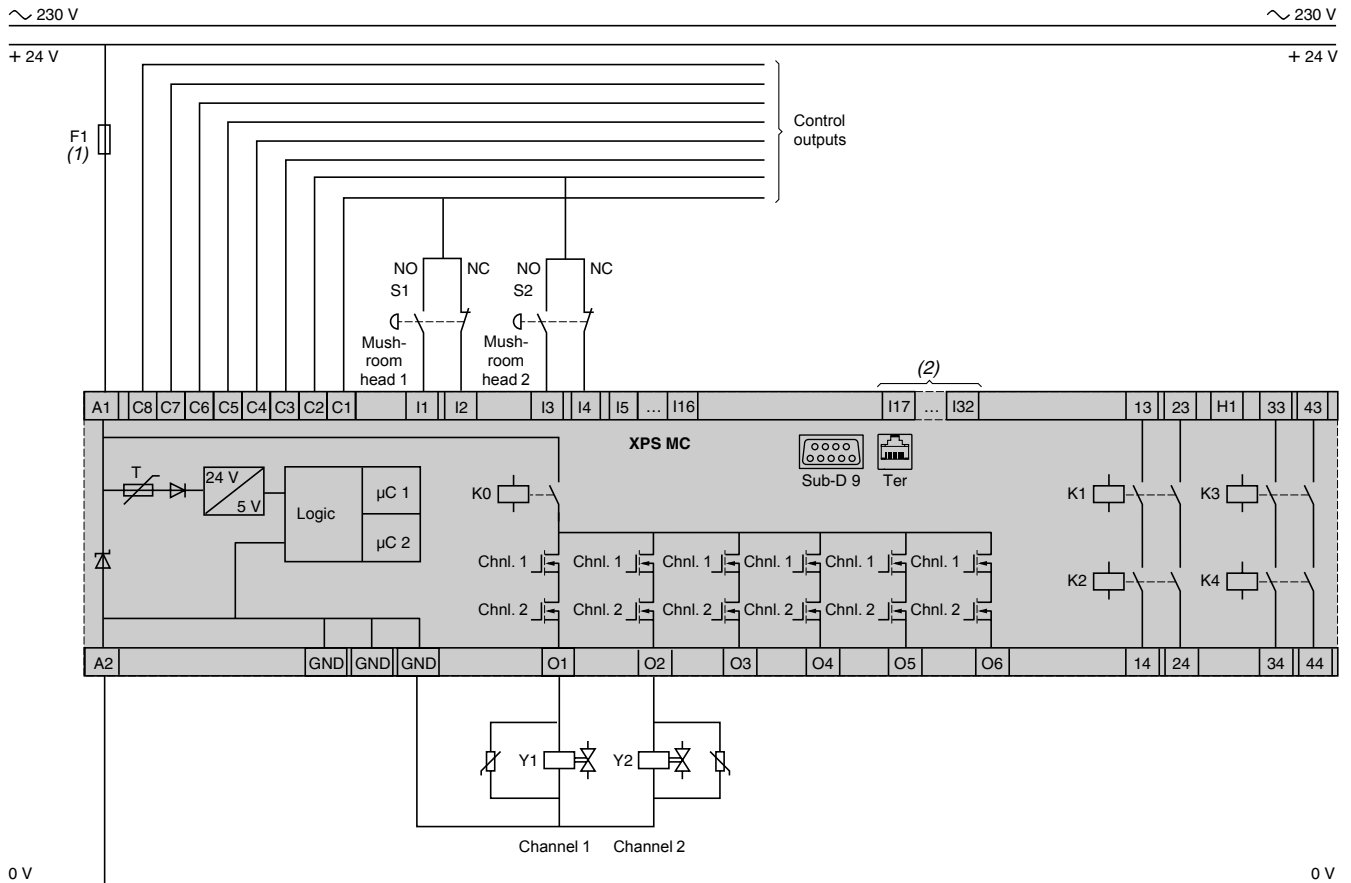 ∼ 230 V ∼ 230 V
+ 24 V + 24 V
F1
(1)
Control
outputs
NO NC NO NC
S1 S2
Mush-
room
head 1
Mush-
room
head 2
(2)
A1 C8 C7 C6 C5 C4 C3 C2 C1 I1 I2 I3 I4 I5 ... I16 I17 ... I32 13 23 H1 33 43
XPS MC
Sub-D 9 Ter
T 24 V
5 V
Logic
µC 1
µC 2
K0 K1 K3
Chnl. 1 Chnl. 1 Chnl. 1 Chnl. 1 Chnl. 1 Chnl. 1
K2 K4
Chnl. 2 Chnl. 2 Chnl. 2 Chnl. 2 Chnl. 2 Chnl. 2
A2 GND GND GND O1 O2 O3 O4 O5 O6 14 24 34 44
Y1 Y2
Channel 1 Channel 2
0 V 0 V